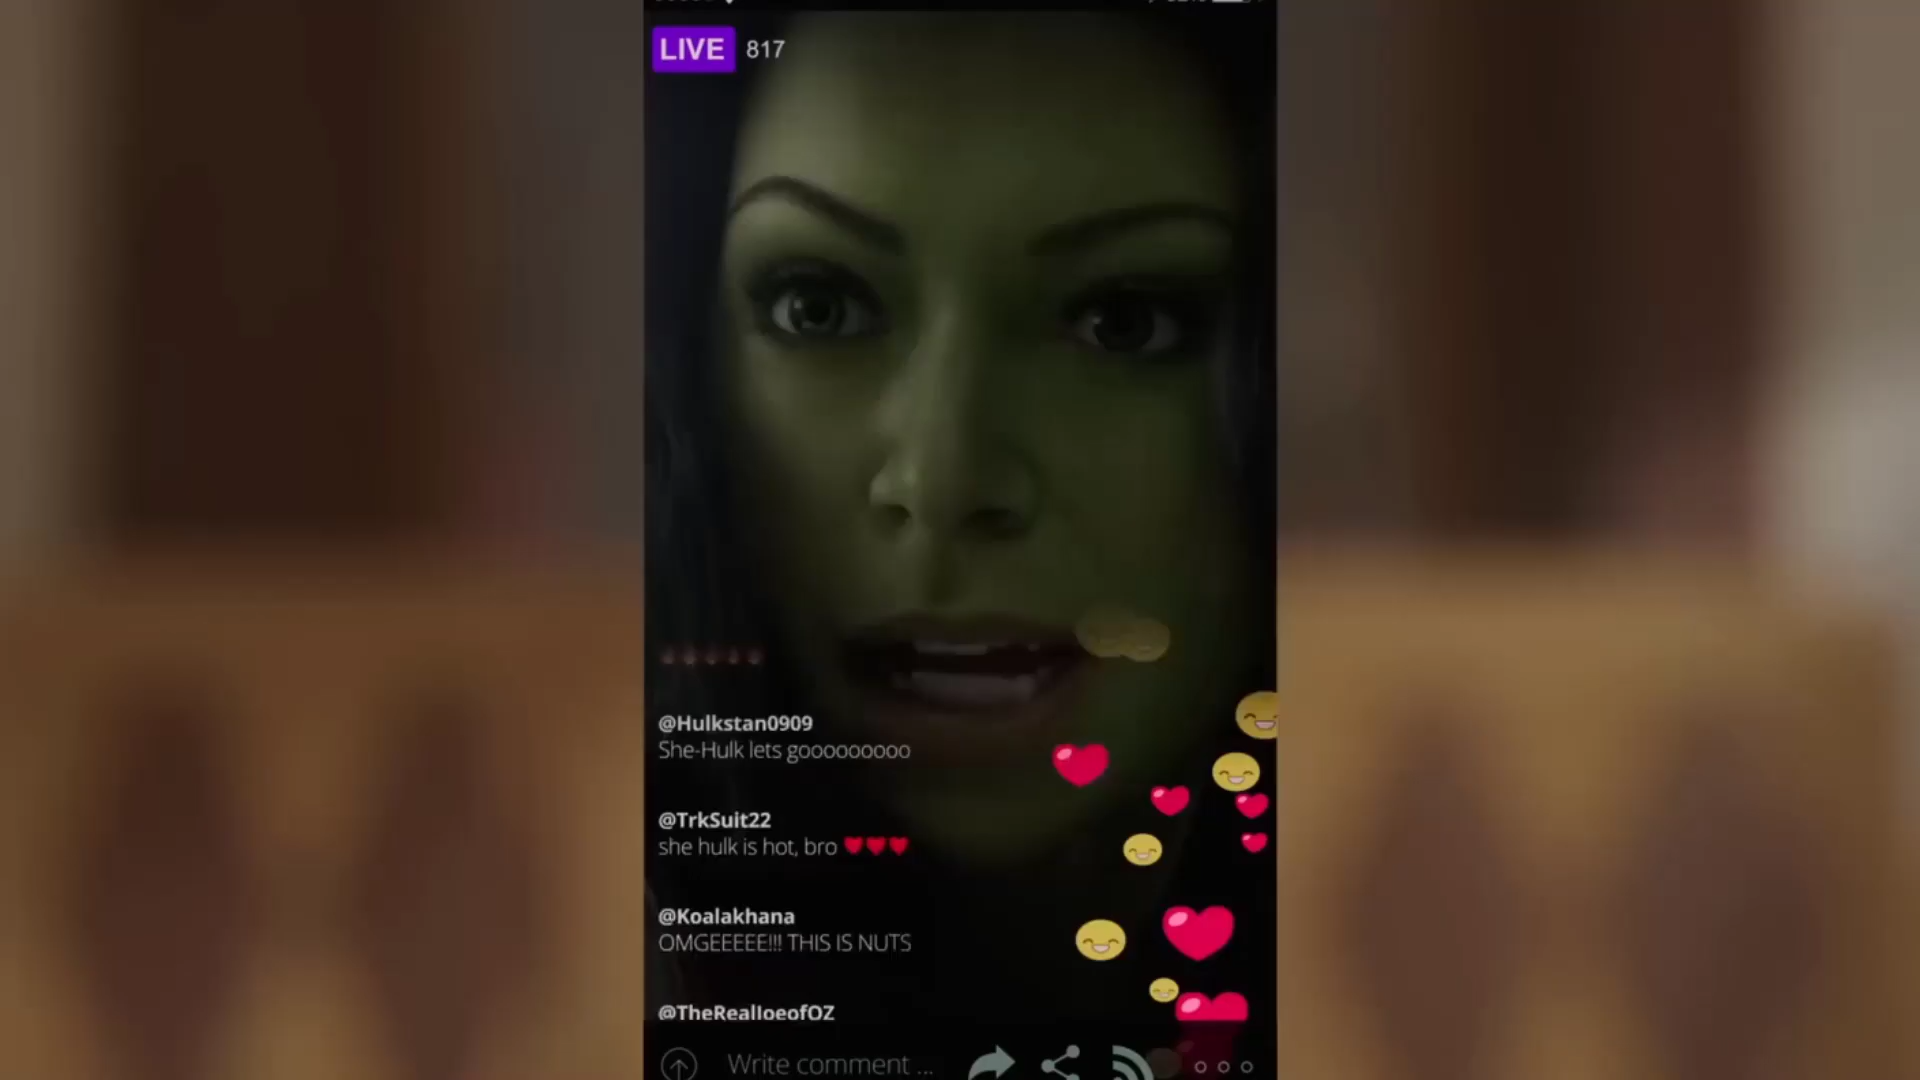 LIVE 817
@Hulkstan0909
She-Hulk lets gooooooooo
@TrkSuit22
she hulk is hot, bro
@Koalakhana
OMGEEEEE!!! THIS IS NUTS
@TheRealJoeofOZ
Write comment ...